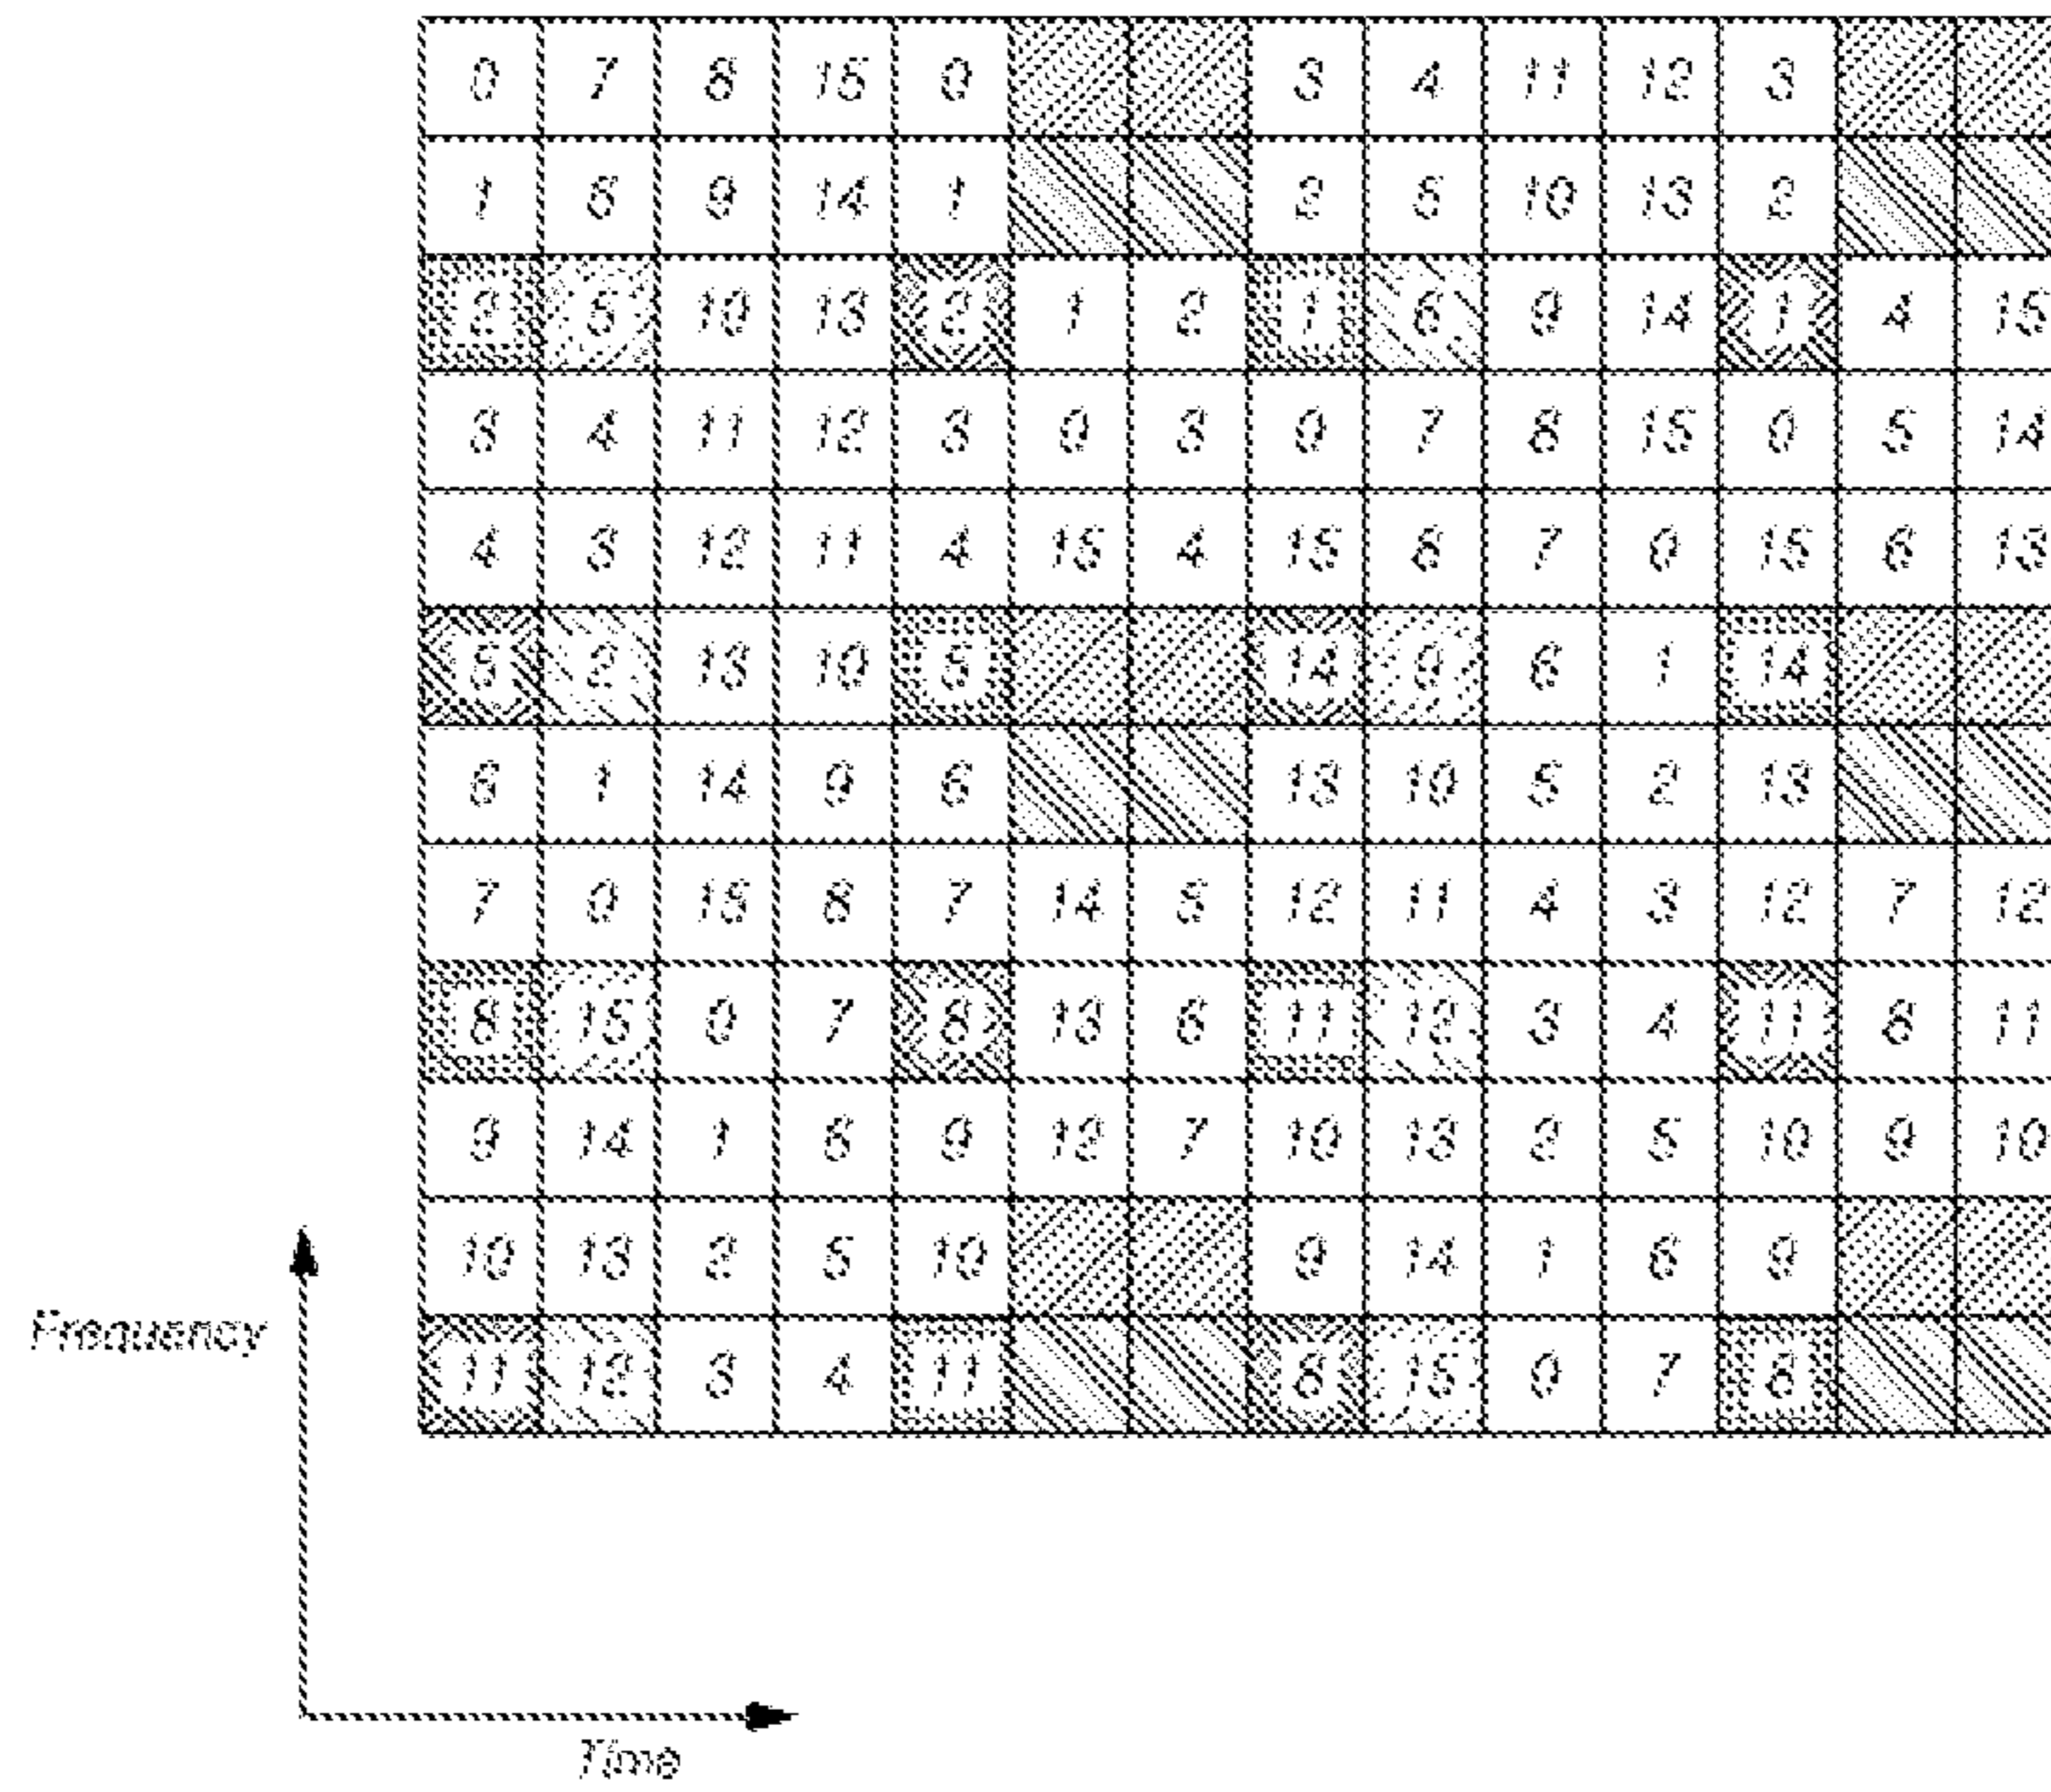 0 7 8 15 0 3 4 11 12 3
1 6 9 14 1 2 5 10 13 2
2 5 10 13 2 1 2 1 6 9 14 1 4 15
3 4 11 12 3 0 3 0 7 8 15 0 5 14
4 3 12 11 4 15 4 15 8 7 0 15 6 13
5 2 13 10 5 14 9 6 1 14
6 1 14 9 6 13 10 5 2 13
7 0 15 8 7 14 5 12 11 4 3 12 7 12
8 15 0 7 8 13 6 11 12 3 4 11 8 11
9 14 1 6 9 12 7 10 13 2 5 10 9 10
10 13 2 5 10 9 14 1 6 9
11 12 3 4 11 8 15 0 7 8
Frequency
Time